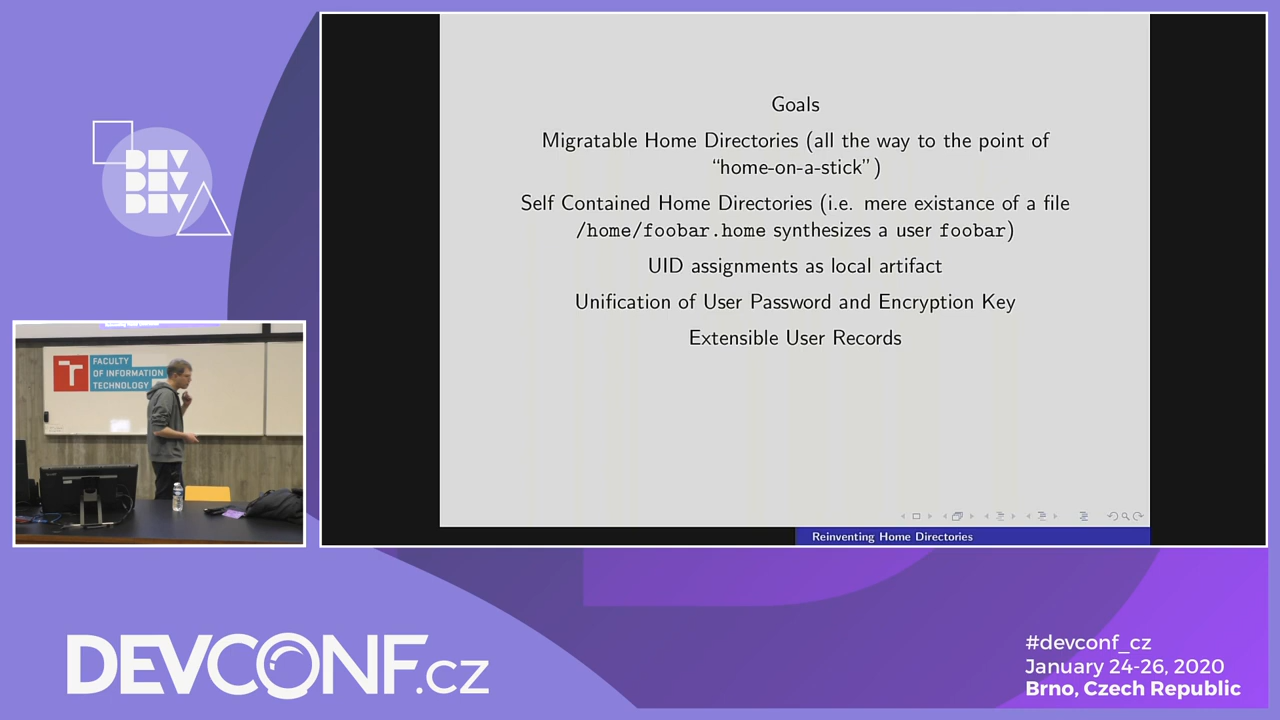 DEV
DEV
DEV
Goals
Migratable Home Directories (all the way to the point of
“home-on-a-stick”)
Self Contained Home Directories (i.e. mere existance of a file
/home/foobar.home synthesizes a user foobar)
UID assignments as local artifact
Unification of User Password and Encryption Key
Extensible User Records
Reinventing Home Directories
T
FACULTY
OF INFORMATION
TECHNOLOGY
DEVCONF.cz
#devconf_cz
January 24-26, 2020
Brno, Czech Republic